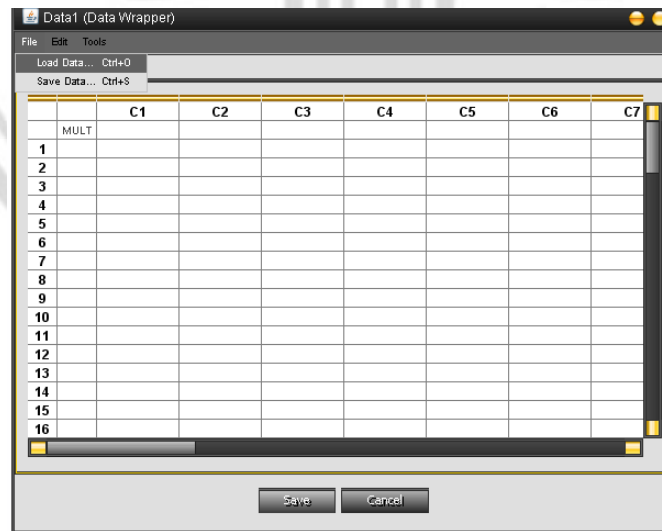 Data1 (Data Wrapper)
File Edit Tools
Load Data... Ctrl+O
Save Data... Ctrl+S
C1 C2 C3 C4 C5 C6 C7
MULT
1
2
3
4
5
6
7
8
9
10
11
12
13
14
15
16
Save Cancel